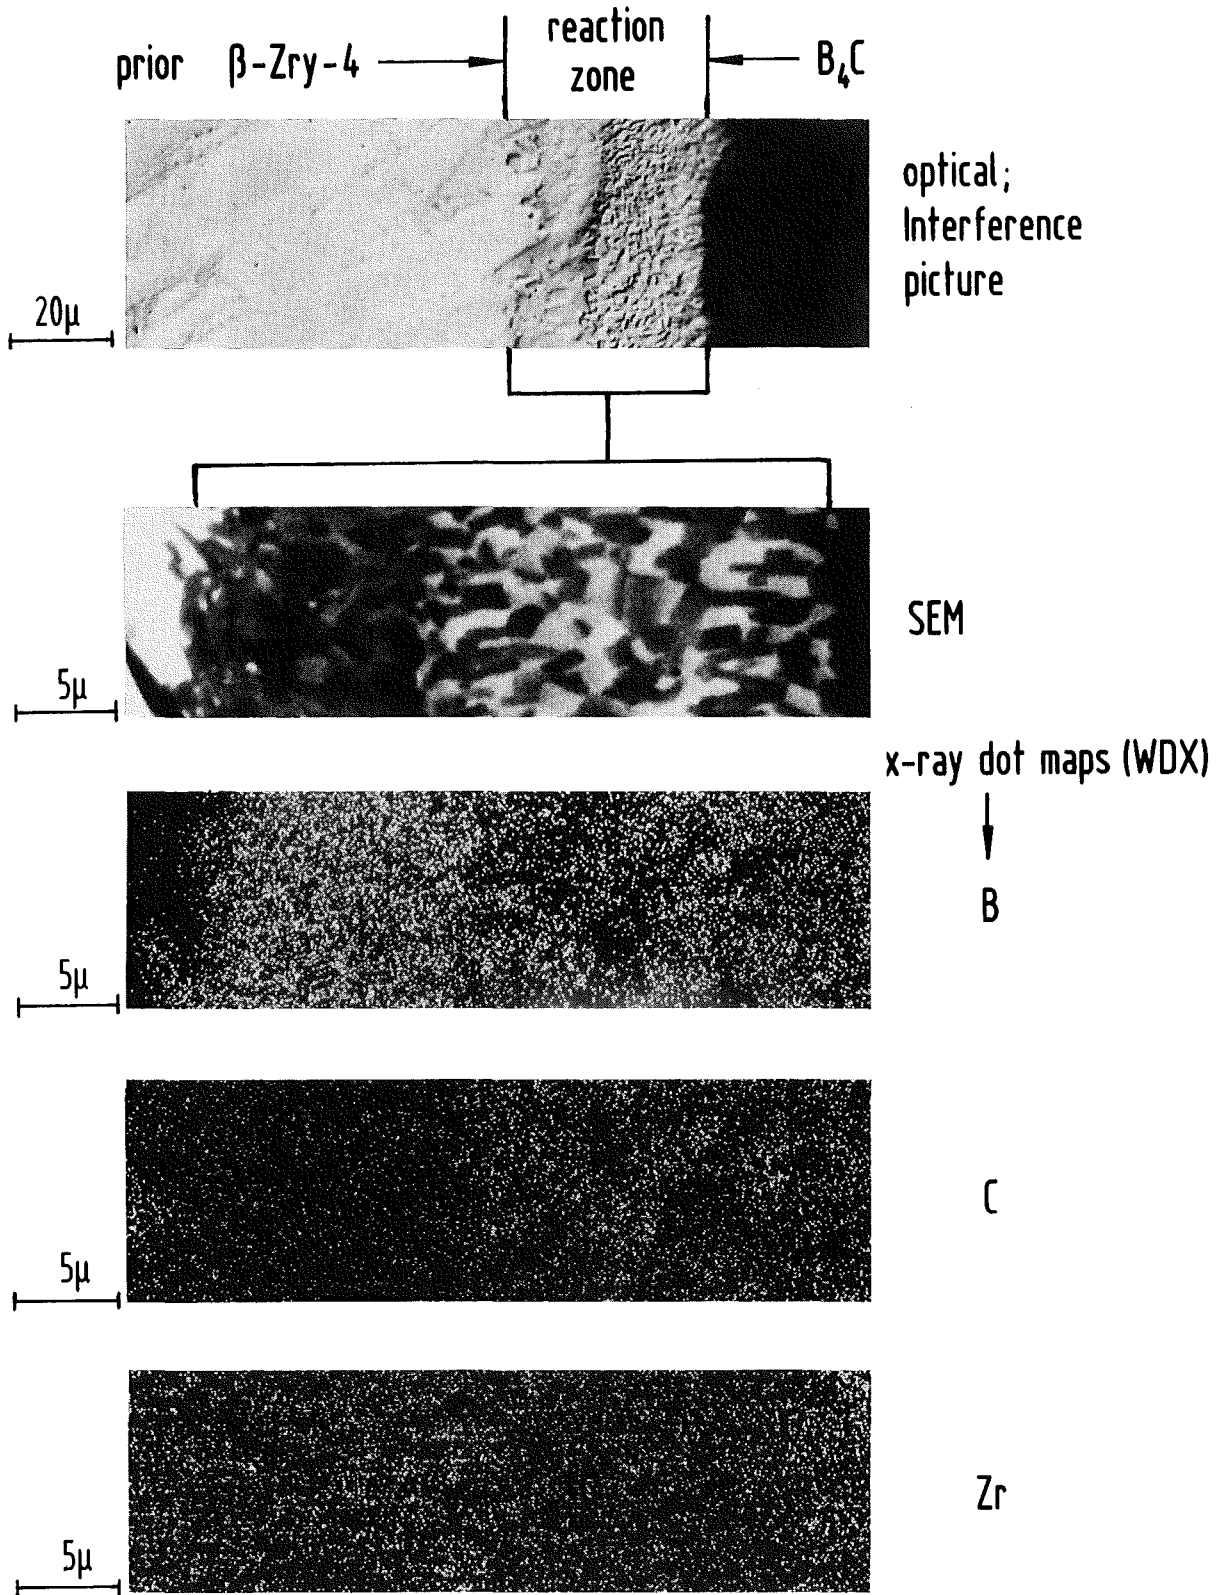 prior β-Zry-4
reaction
zone
B₄C
optical;
Interference
picture
20µ
SEM
5µ
x-ray dot maps (WDX)
B
5µ
C
5µ
Zr
5µ